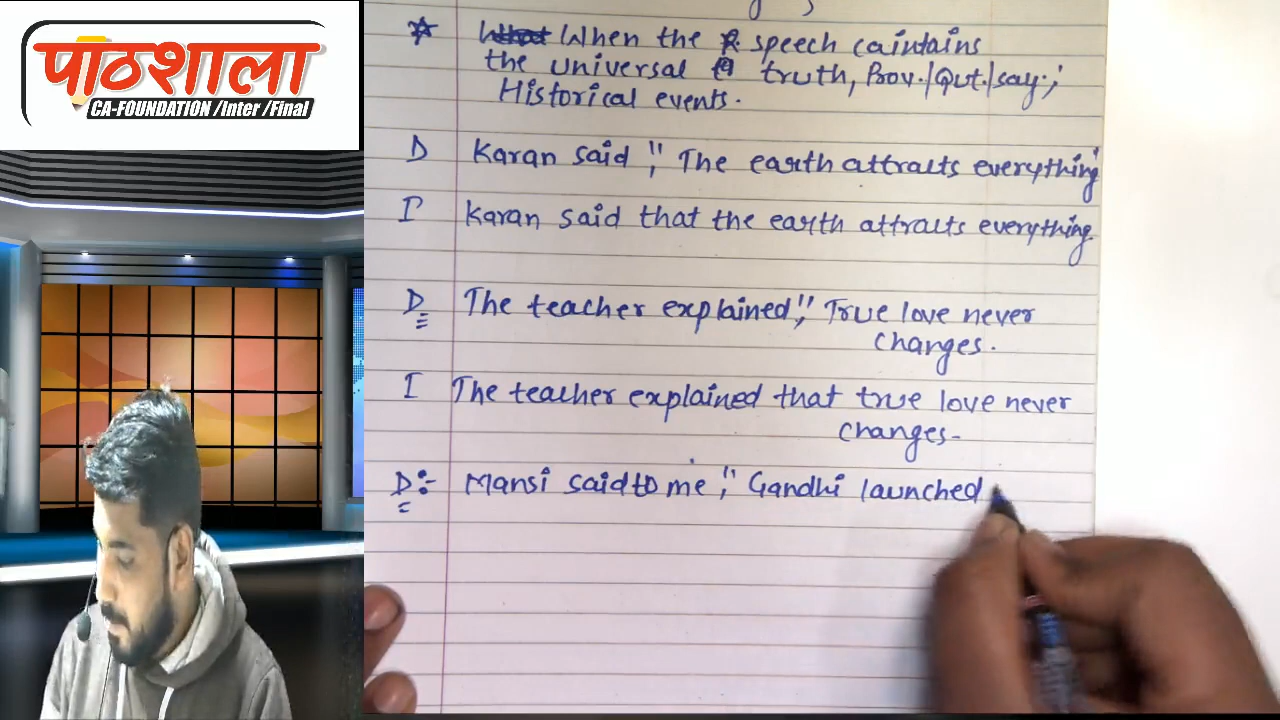 पाठशाला
CA-FOUNDATION /Inter /Final
When the speech caintains
the universal truth, Prov./Qut./say.;
Historical events.
D Karan said ," The earth attracts everything"
I Karan said that the earth attracts everything
D The teacher explained," True love never
changes.
I The teacher explained that true love never
changes-
D:- Mansi said to me ," Gandhi launched